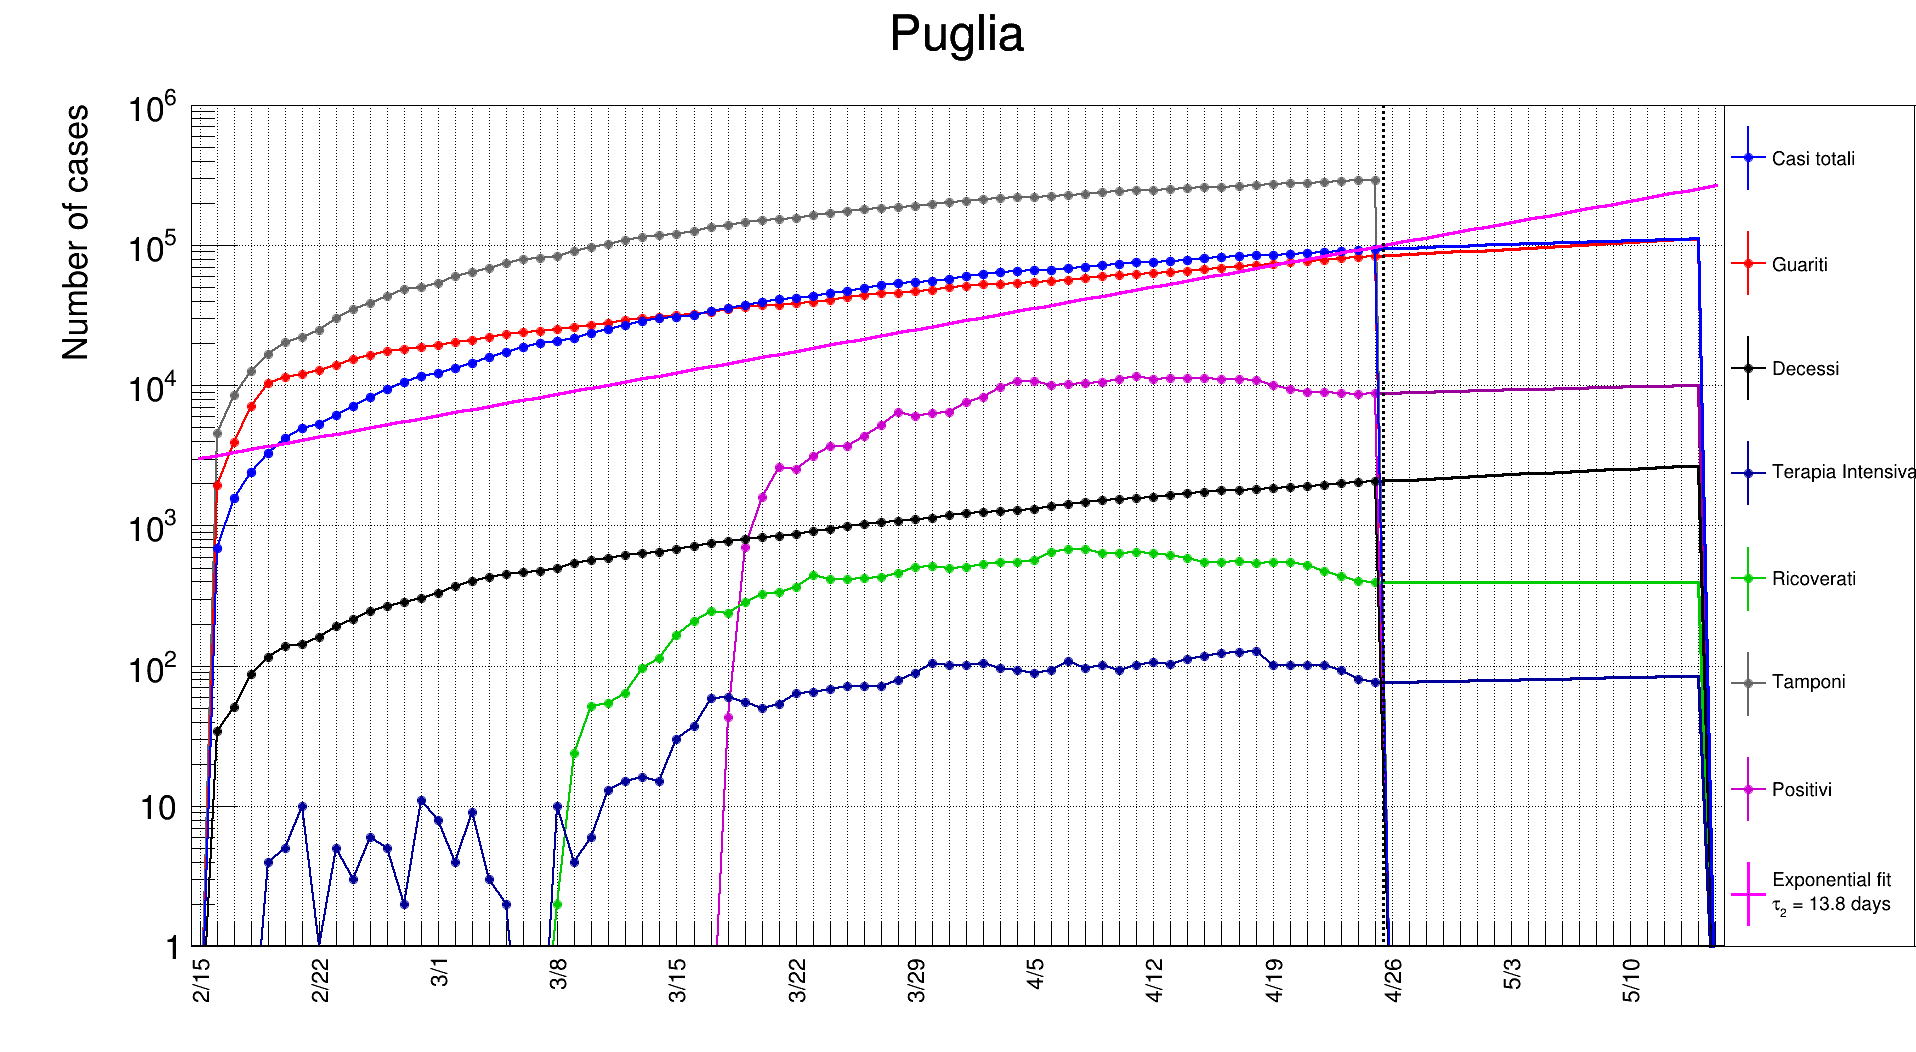 Puglia
Number of cases
10^6
10^5
10^4
10^3
10^2
10
1
2/15
2/22
3/1
3/8
3/15
3/22
3/29
4/5
4/12
4/19
4/26
5/3
5/10
Casi totali
Guariti
Decessi
Terapia Intensiva
Ricoverati
Tamponi
Positivi
Exponential fit
τ₂ = 13.8 days